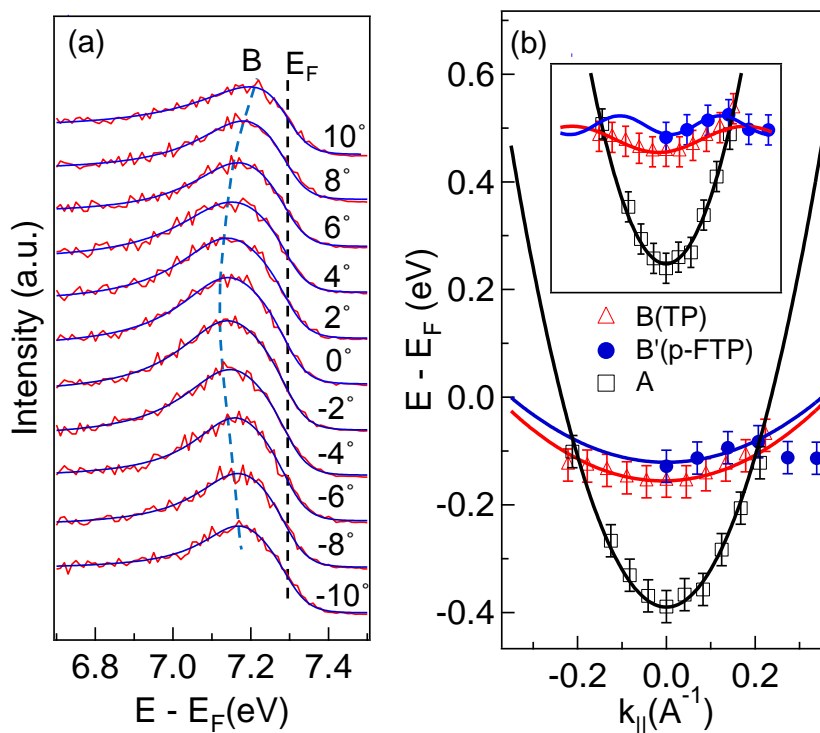 (a)
B
E_F
10°
8°
6°
4°
2°
0°
-2°
-4°
-6°
-8°
-10°
Intensity (a.u.)
6.8
7.0
7.2
7.4
E - E_F(eV)
(b)
0.6
0.4
0.2
0.0
-0.2
-0.4
E - E_F (eV)
B(TP)
B'(p-FTP)
A
-0.2
0.0
0.2
k_||(A^-1)